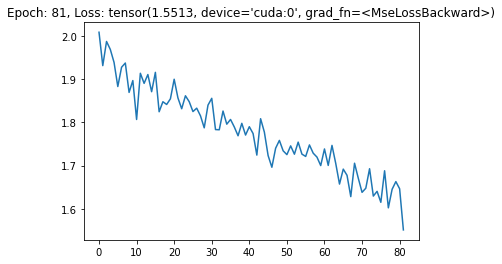 Epoch: 81, Loss: tensor(1.5513, device='cuda:0', grad_fn=<MseLossBackward>)
2.0
1.9
1.8
1.7
1.6
0 10 20 30 40 50 60 70 80